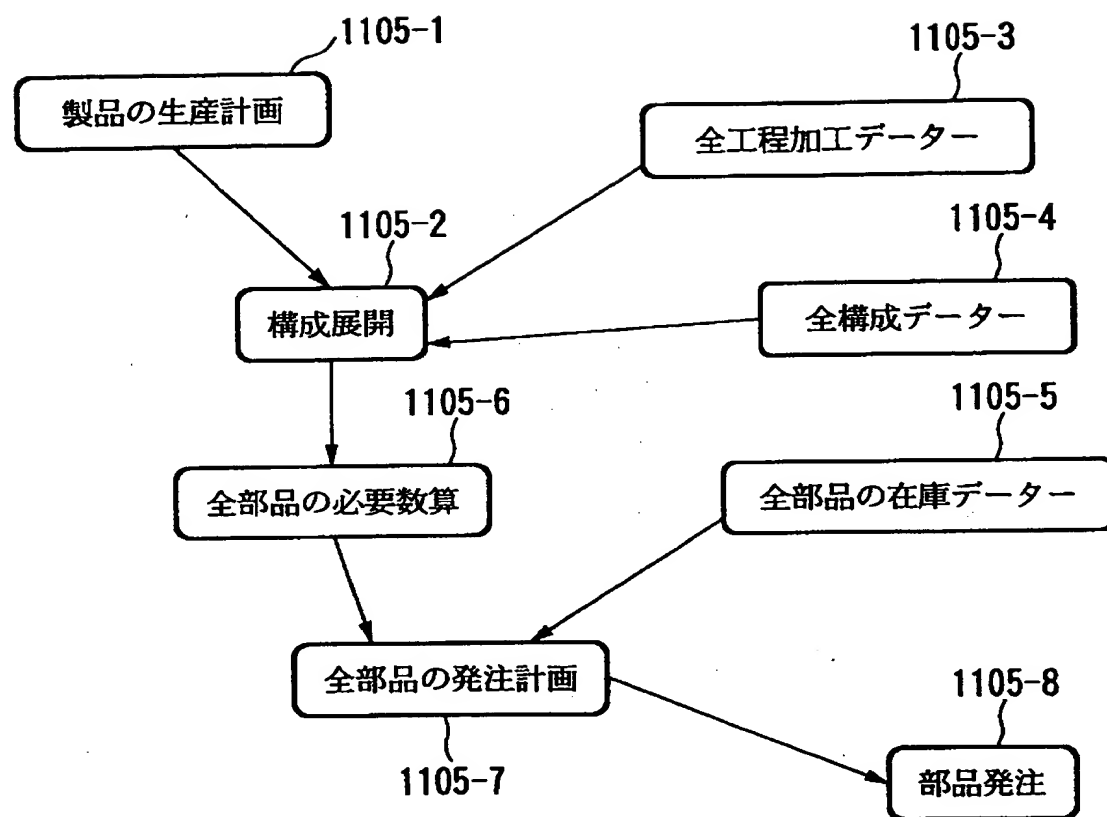 1105-1
製品の生産計画
1105-3
全工程加工データー
1105-2
構成展開
1105-4
全構成データー
1105-6
全部品の必要数算
1105-5
全部品の在庫データー
全部品の発注計画
1105-7
1105-8
部品発注